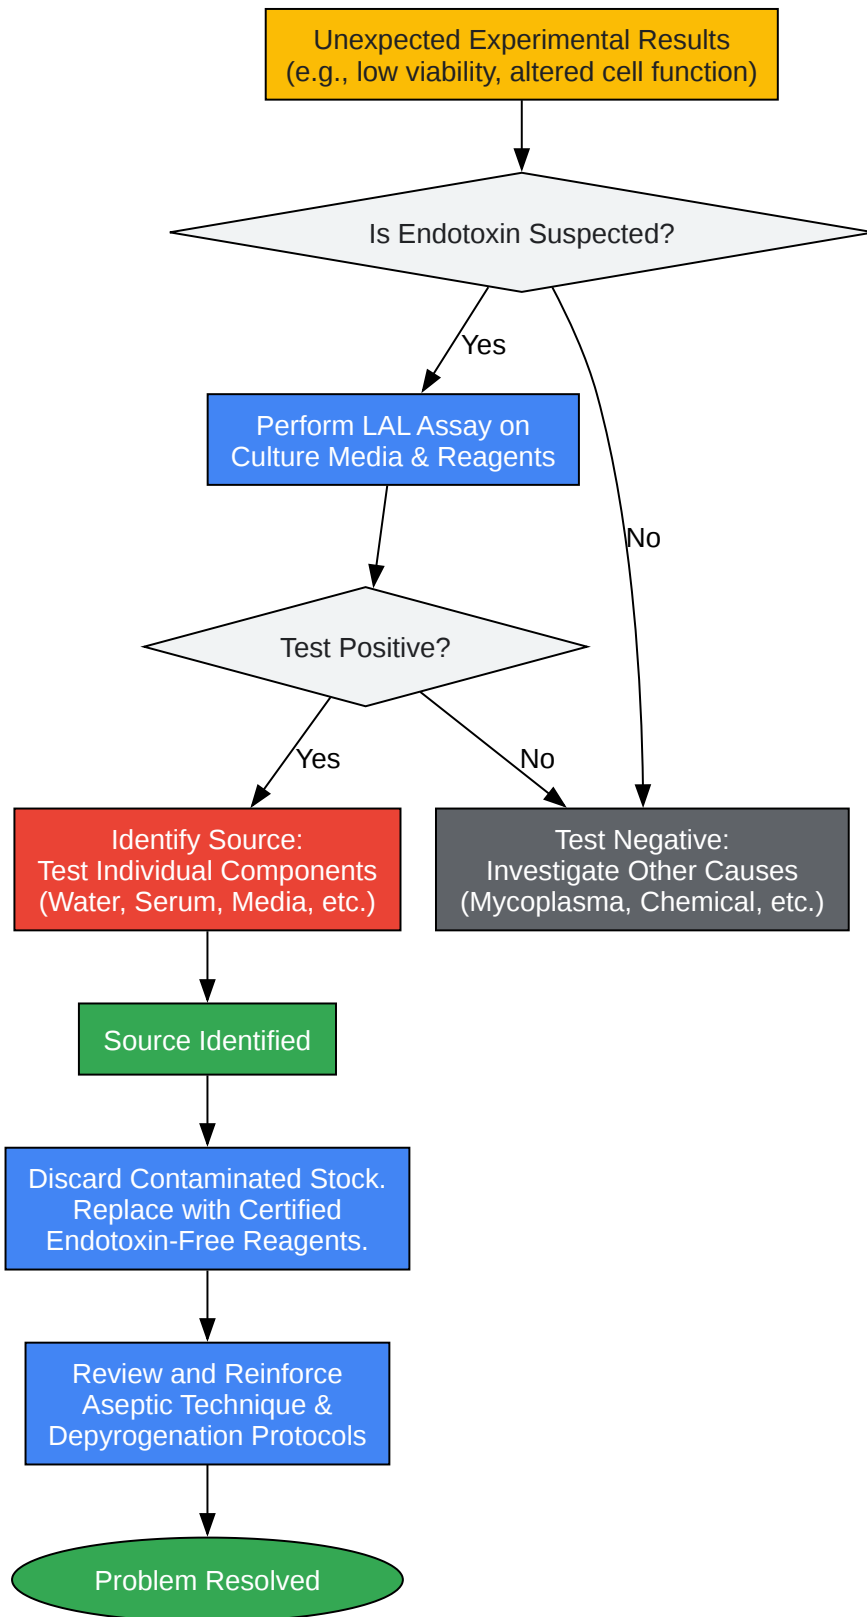 Unexpected Experimental Results
(e.g., low viability, altered cell function)
Is Endotoxin Suspected?
Yes
Perform LAL Assay on
Culture Media & Reagents
No
Test Positive?
Yes
No
Identify Source:
Test Individual Components
(Water, Serum, Media, etc.)
Test Negative:
Investigate Other Causes
(Mycoplasma, Chemical, etc.)
Source Identified
Discard Contaminated Stock.
Replace with Certified
Endotoxin-Free Reagents.
Review and Reinforce
Aseptic Technique &
Depyrogenation Protocols
Problem Resolved